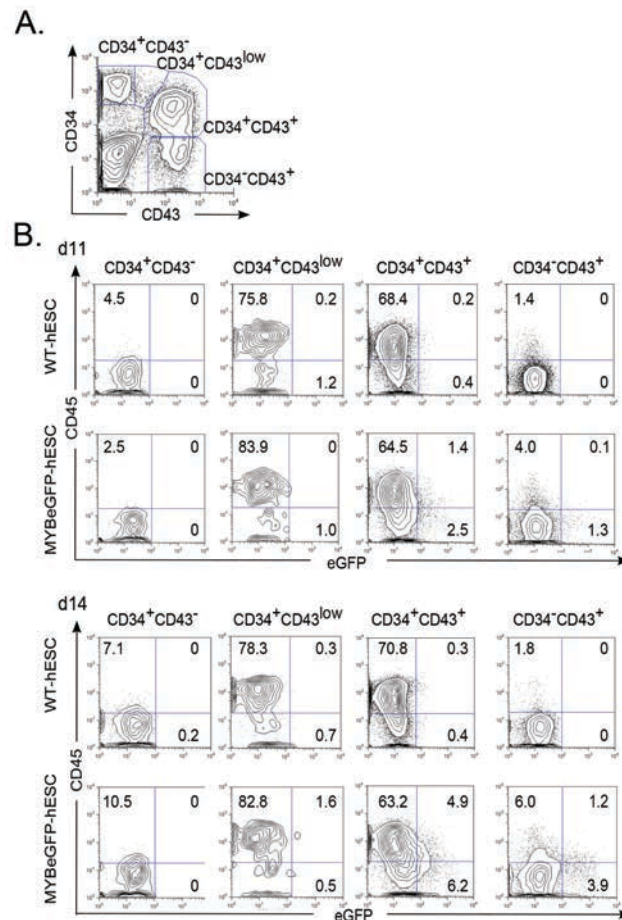 A.
CD34⁺CD43⁻
CD34⁺CD43ˡᵒʷ
CD34⁺CD43⁺
CD34⁻CD43⁺
CD34
CD43
B.
d11
CD34⁺CD43⁻ CD34⁺CD43ˡᵒʷ CD34⁺CD43⁺ CD34⁻CD43⁺
WT-hESC
4.5 0 75.8 0.2 68.4 0.2 1.4 0
0 1.2 0.4 0
CD45
MYBeGFP-hESC
2.5 0 83.9 0 64.5 1.4 4.0 0.1
0 1.0 2.5 1.3
eGFP
d14
CD34⁺CD43⁻ CD34⁺CD43ˡᵒʷ CD34⁺CD43⁺ CD34⁻CD43⁺
WT-hESC
7.1 0 78.3 0.3 70.8 0.3 1.8 0
0.2 0.7 0.4 0
CD45
MYBeGFP-hESC
10.5 0 82.8 1.6 63.2 4.9 6.0 1.2
0 0.5 6.2 3.9
eGFP